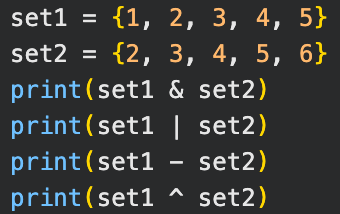 set1 = {1, 2, 3, 4, 5}
set2 = {2, 3, 4, 5, 6}
print(set1 & set2)
print(set1 | set2)
print(set1 - set2)
print(set1 ^ set2)